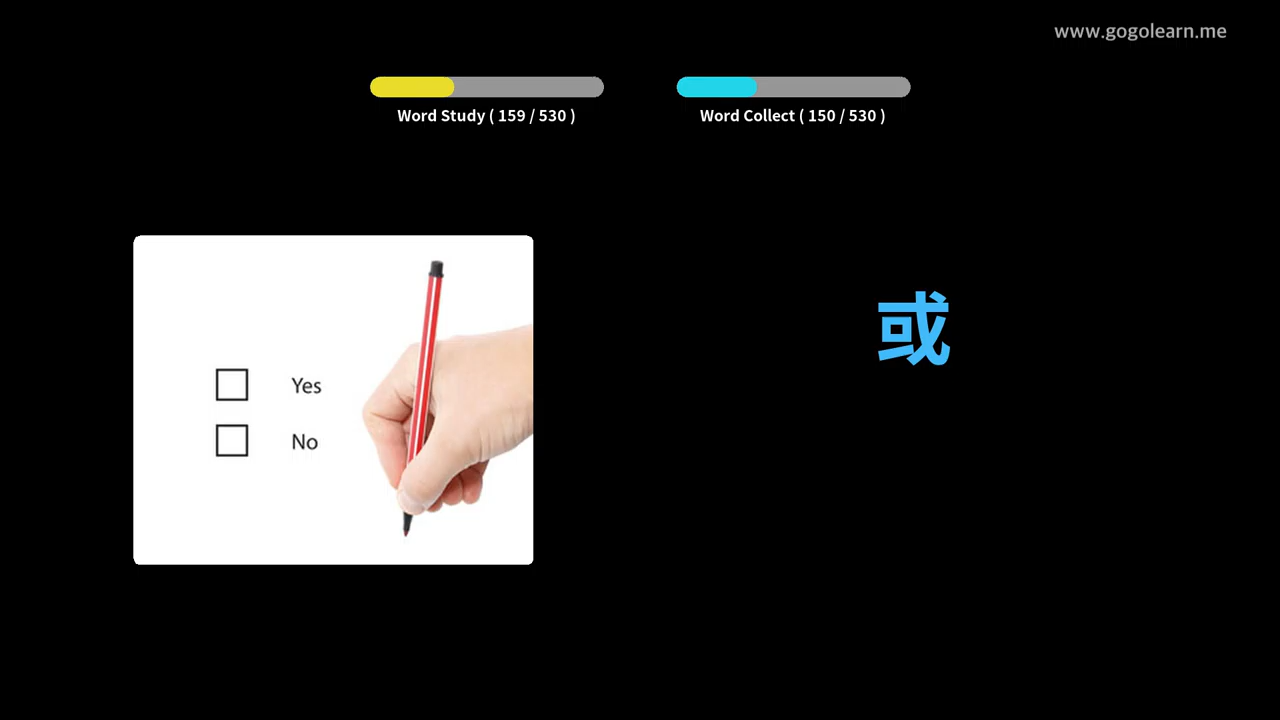 www.gogolearn.me
Word Study ( 159 / 530 )
Word Collect ( 150 / 530 )
Yes
No
或